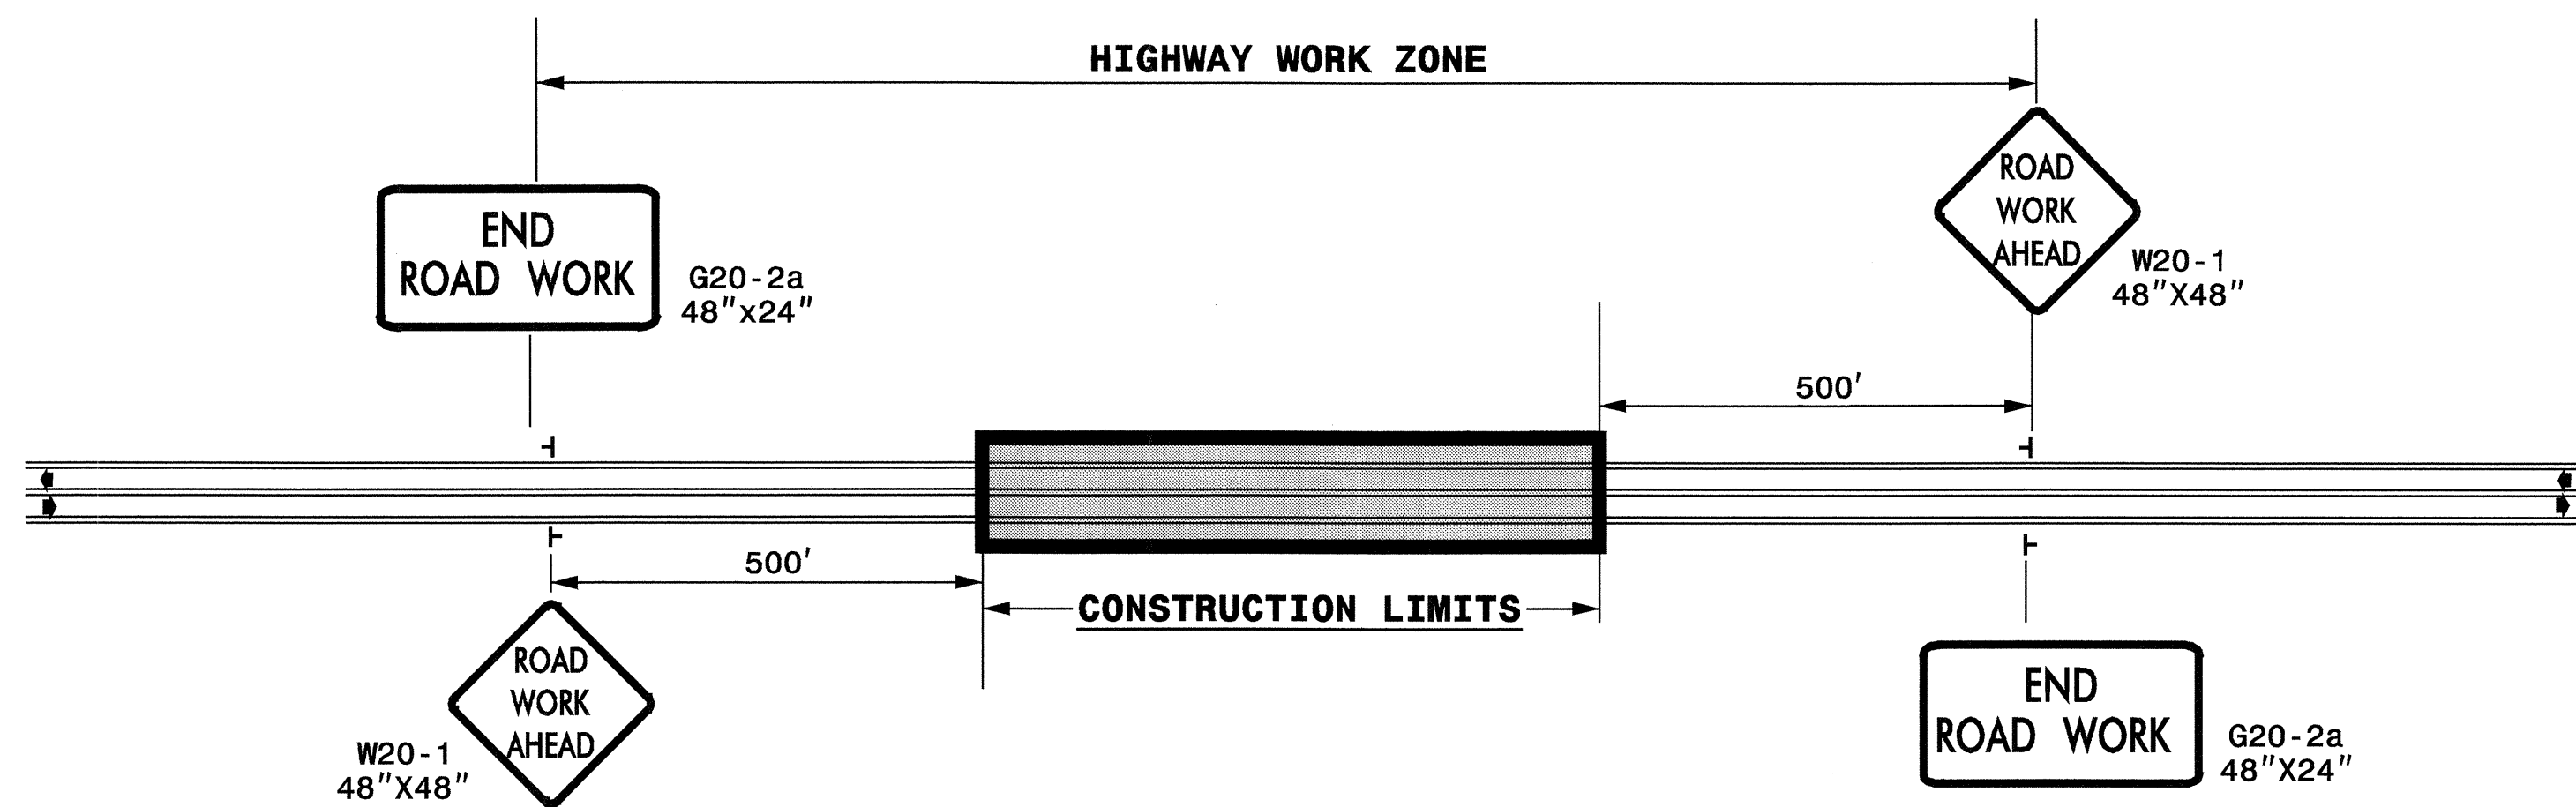 HIGHWAY WORK ZONE
END
ROAD WORK
G20-2a
48"x24"
ROAD
WORK
AHEAD
W20-1
48"X48"
500'
500'
CONSTRUCTION LIMITS
ROAD
WORK
AHEAD
W20-1
48"X48"
END
ROAD WORK
G20-2a
48"X24"